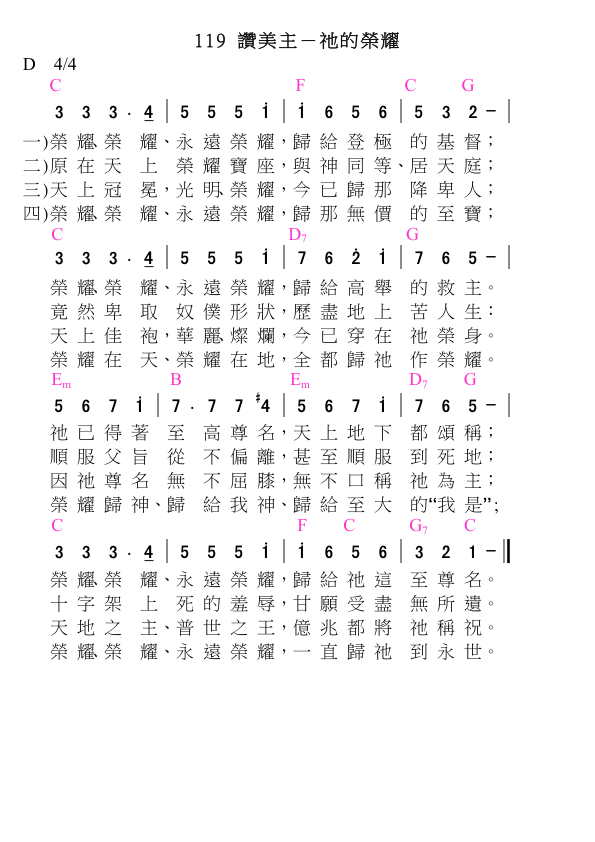 119 讚美主－祂的榮耀
D 4/4
C F C G
3 3 3 · 4 | 5 5 5 i | i 6 5 6 | 5 3 2 － |
一)榮耀、榮耀、永遠榮耀，歸給登極的基督；
二)原在天上榮耀寶座，與神同等、居天庭；
三)天上冠冕，光明、榮耀，今已歸那降卑人；
四)榮耀、榮耀、永遠榮耀，歸那無價的至寶；
C D7 G
3 3 3 · 4 | 5 5 5 i | 7 6 2̇ i | 7 6 5 － |
榮耀、榮耀、永遠榮耀，歸給高舉的救主。
竟然卑取奴僕形狀，歷盡地上苦人生：
天上佳袍，華麗、燦爛，今已穿在祂榮身。
榮耀在天、榮耀在地，全都歸祂作榮耀。
Em B Em D7 G
5 6 7 i | 7 · 7 7 #4 | 5 6 7 i | 7 6 5 － |
祂已得著至高尊名，天上地下都頌稱；
順服父旨從不偏離，甚至順服到死地；
因祂尊名無不屈膝，無不口稱祂為主；
榮耀歸神、歸給我神、歸給至大的“我是”;
C F C G7 C
3 3 3 · 4 | 5 5 5 i | i 6 5 6 | 3 2 1 － ‖
榮耀、榮耀、永遠榮耀，歸給祂這至尊名。
十字架上死的羞辱，甘願受盡無所遺。
天地之主、普世之王，億兆都將祂稱祝。
榮耀、榮耀、永遠榮耀，一直歸祂到永世。